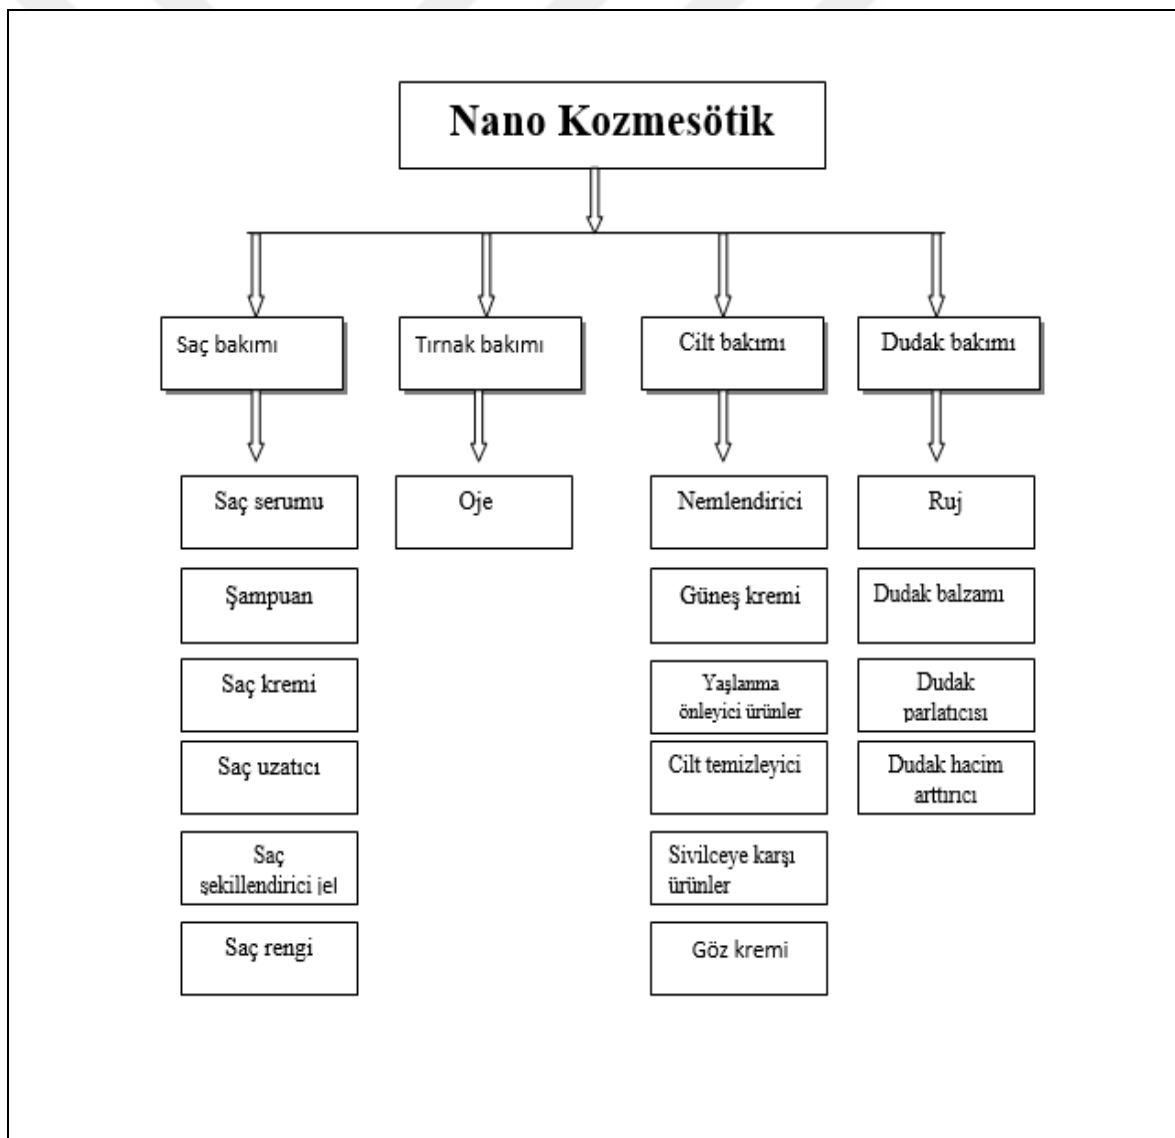 Nano Kozmesötik
Saç bakımı
Tırnak bakımı
Cilt bakımı
Dudak bakımı
Saç serumu
Oje
Nemlendirici
Ruj
Şampuan
Güneş kremi
Dudak balzamı
Saç kremi
Yaşlanma
önleyici ürünler
Dudak
parlatıcısı
Saç uzatıcı
Cilt temizleyici
Dudak hacim
arttırıcı
Saç
şekillendirici jel
Sivilceye karşı
ürünler
Saç rengi
Göz kremi